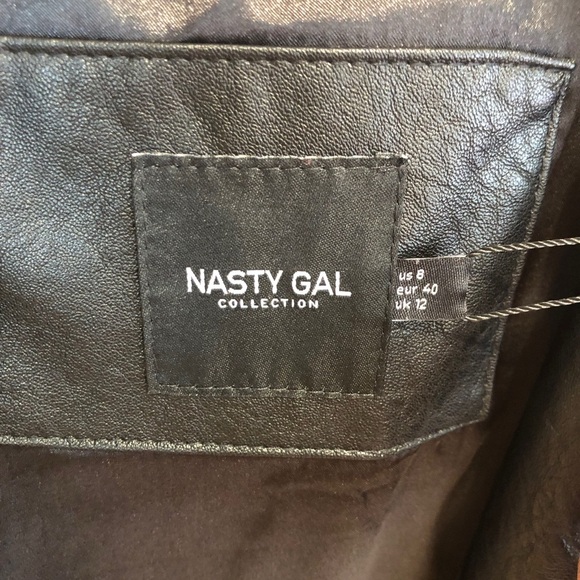 NASTY GAL
COLLECTION
us 8
eur 40
uk 12